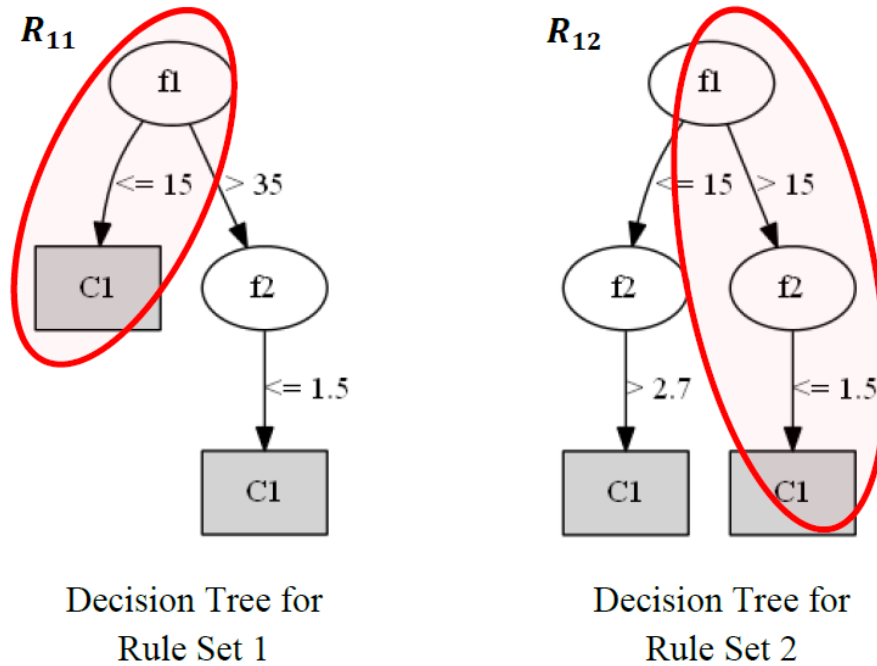 R₁₁
f1
<= 15
> 35
C1
f2
<= 1.5
C1
Decision Tree for
Rule Set 1
R₁₂
f1
<= 15
> 15
f2
f2
> 2.7
<= 1.5
C1
C1
Decision Tree for
Rule Set 2